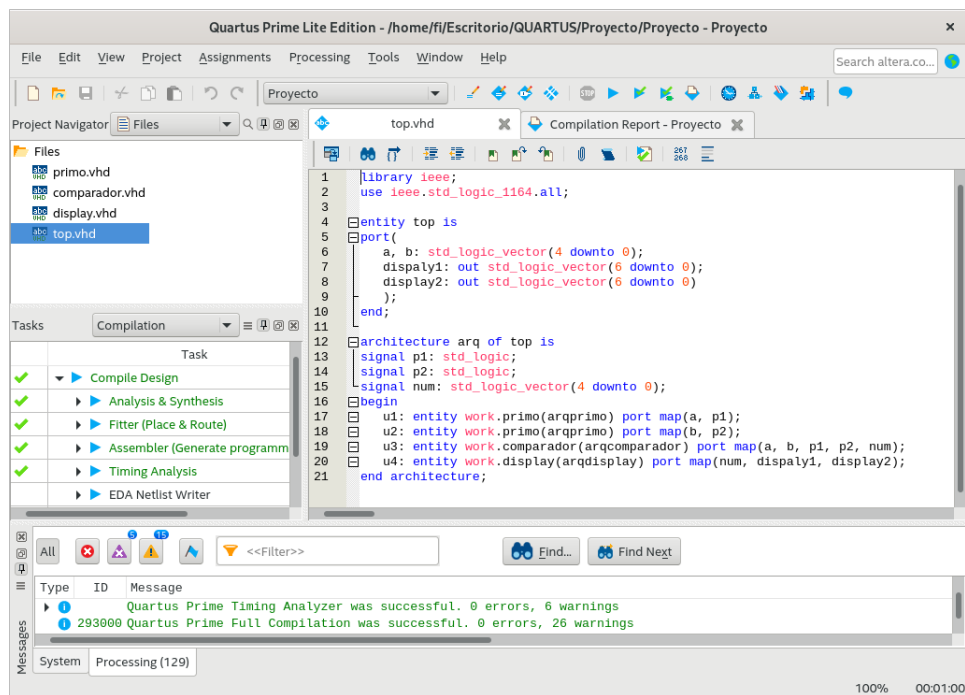 Quartus Prime Lite Edition - /home/fi/Escritorio/QUARTUS/Proyecto/Proyecto - Proyecto
File Edit View Project Assignments Processing Tools Window Help
Search altera.co...
STOP
Proyecto
Project Navigator Files
Files
primo.vhd
comparador.vhd
display.vhd
top.vhd
Tasks Compilation
Task
Compile Design
Analysis & Synthesis
Fitter (Place & Route)
Assembler (Generate programm
Timing Analysis
EDA Netlist Writer
top.vhd
Compilation Report - Proyecto
267
268
1 library ieee;
2 use ieee.std_logic_1164.all;
3
4 entity top is
5 port(
6 a, b: std_logic_vector(4 downto 0);
7 dispaly1: out std_logic_vector(6 downto 0);
8 display2: out std_logic_vector(6 downto 0)
9 );
10 end;
11
12 architecture arq of top is
13 signal p1: std_logic;
14 signal p2: std_logic;
15 signal num: std_logic_vector(4 downto 0);
16 begin
17 u1: entity work.primo(arqprimo) port map(a, p1);
18 u2: entity work.primo(arqprimo) port map(b, p2);
19 u3: entity work.comparador(arqcomparador) port map(a, b, p1, p2, num);
20 u4: entity work.display(arqdisplay) port map(num, dispaly1, display2);
21 end architecture;
All
5
15
<<Filter>>
Find...
Find Next
Type ID Message
Quartus Prime Timing Analyzer was successful. 0 errors, 6 warnings
293000 Quartus Prime Full Compilation was successful. 0 errors, 26 warnings
Messages
System Processing (129)
100% 00:01:00